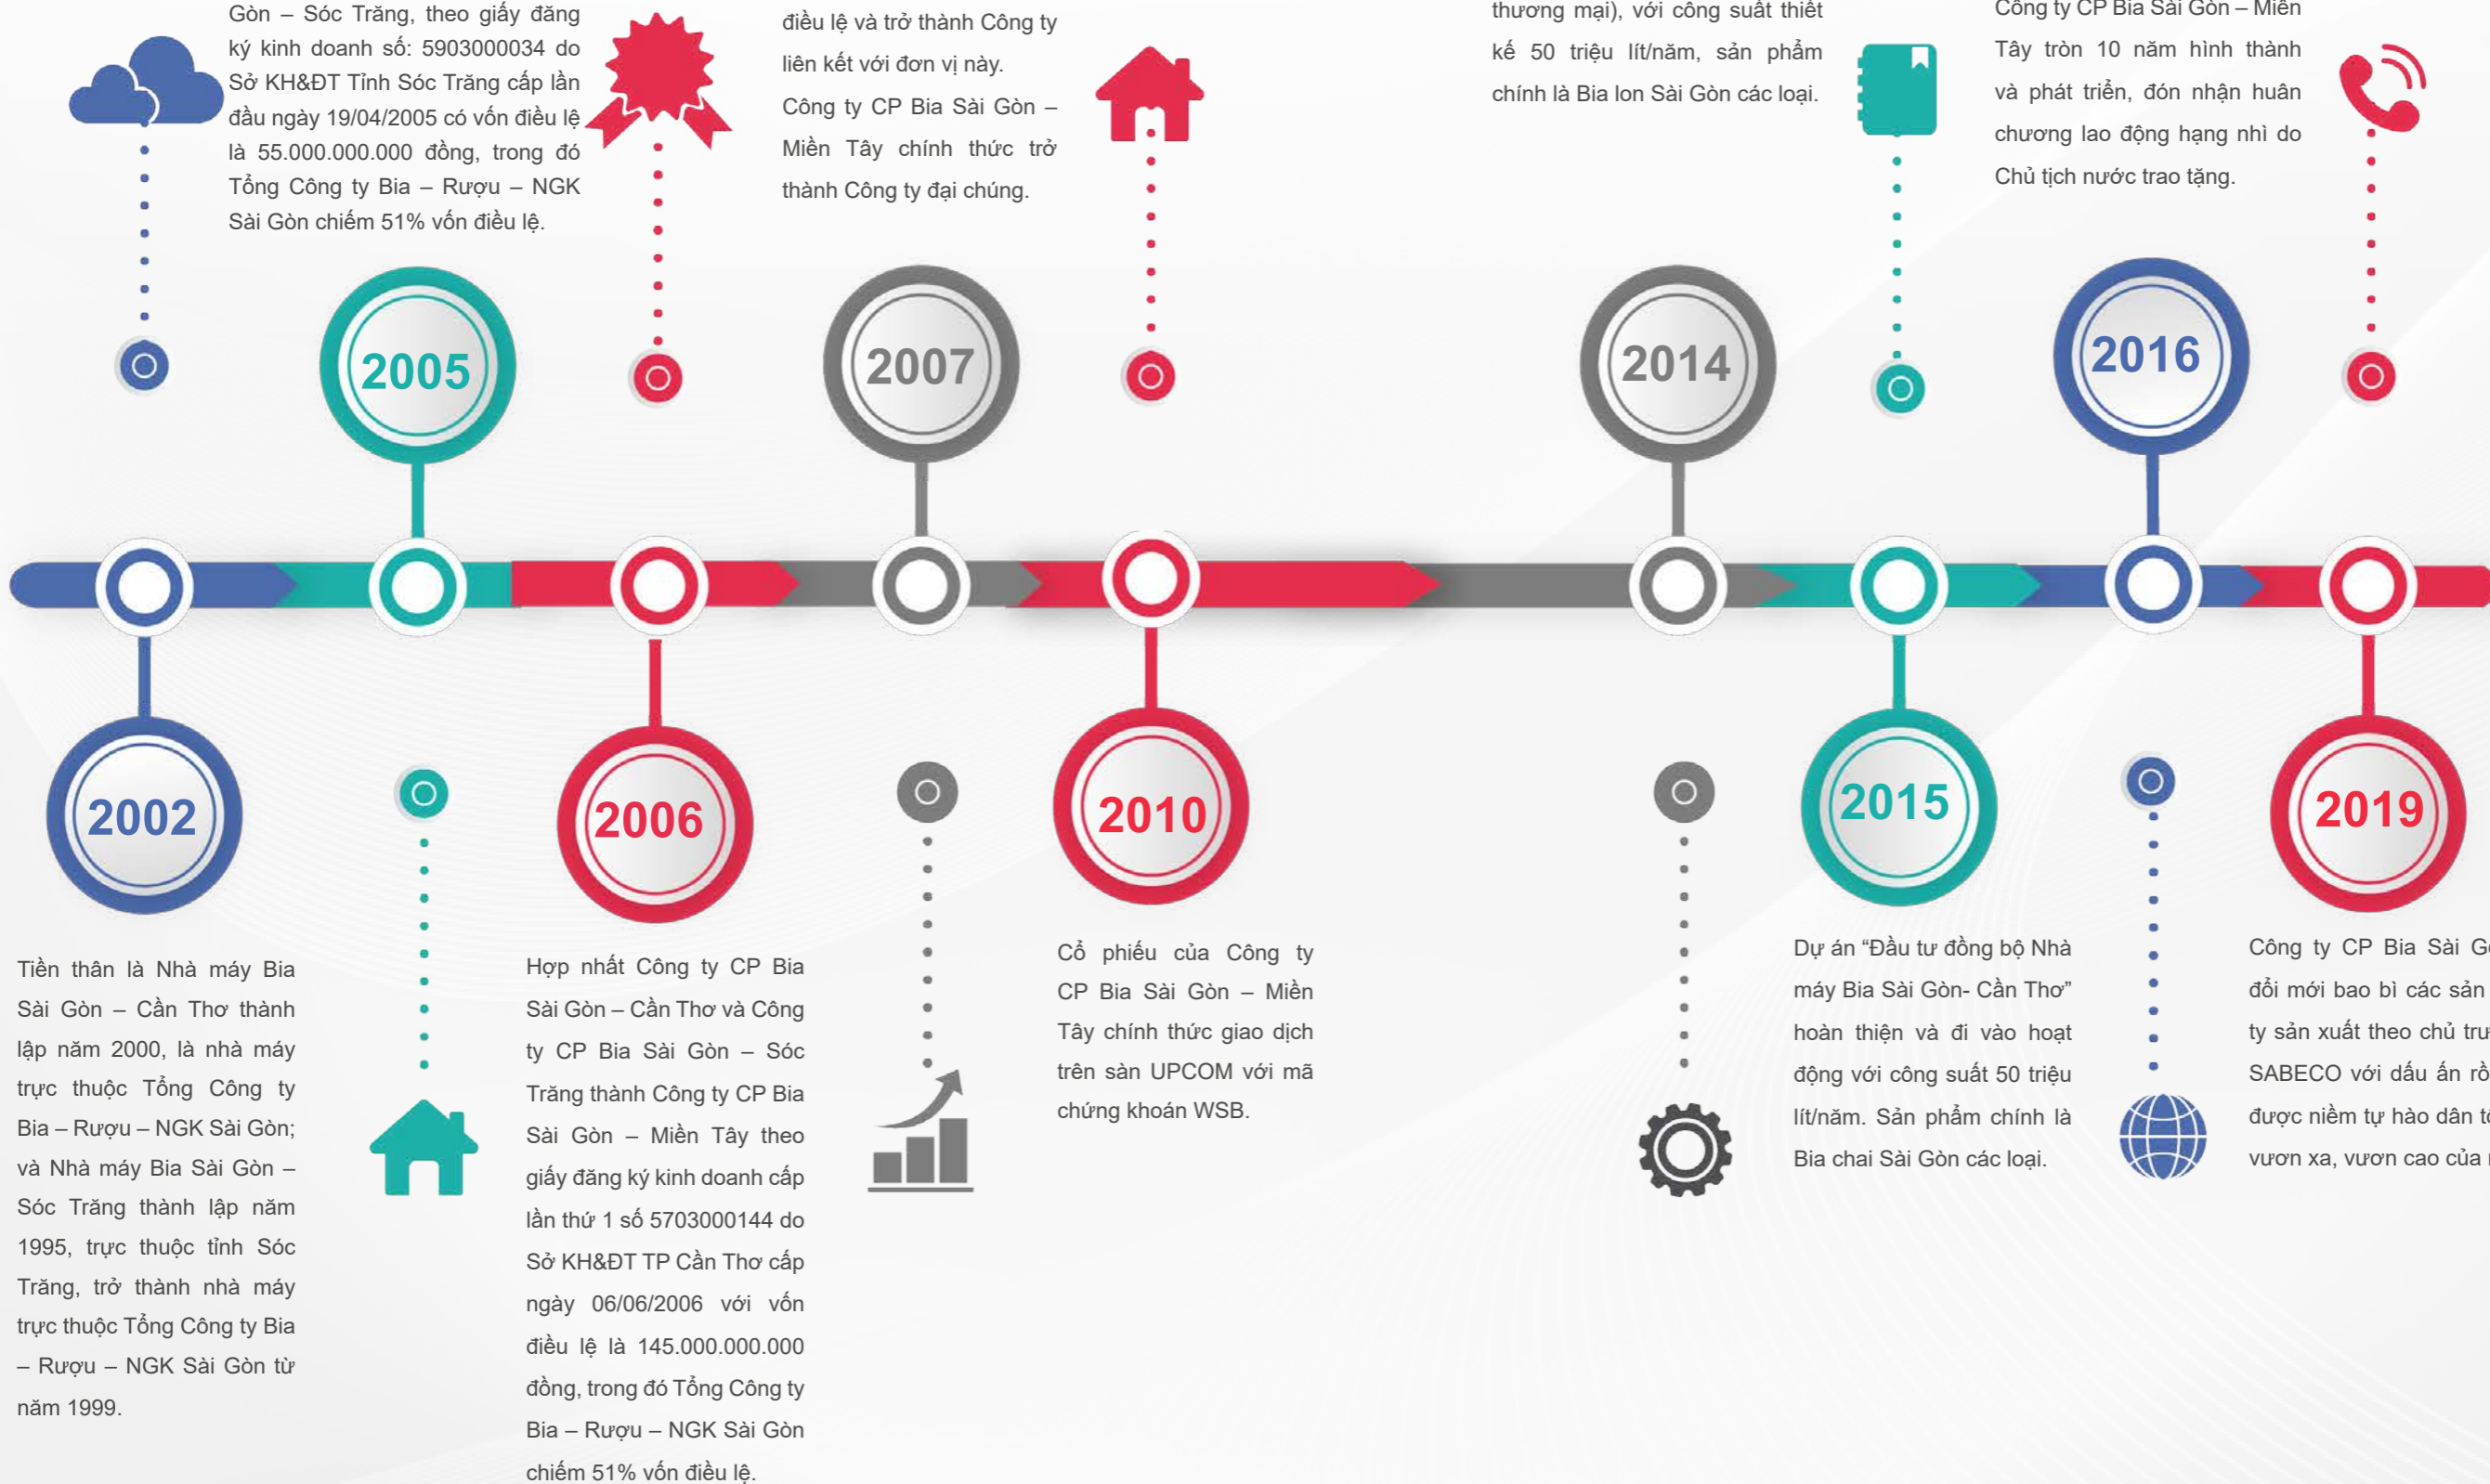 Gòn – Sóc Trăng, theo giấy đăng
ký kinh doanh số: 5903000034 do
Sở KH&ĐT Tỉnh Sóc Trăng cấp lần
đầu ngày 19/04/2005 có vốn điều lệ
là 55.000.000.000 đồng, trong đó
Tổng Công ty Bia – Rượu – NGK
Sài Gòn chiếm 51% vốn điều lệ.
điều lệ và trở thành Công ty
liên kết với đơn vị này.
Công ty CP Bia Sài Gòn –
Miền Tây chính thức trở
thành Công ty đại chúng.
thương mại), với công suất thiết
kế 50 triệu lít/năm, sản phẩm
chính là Bia lon Sài Gòn các loại.
Công ty CP Bia Sài Gòn – Miền
Tây tròn 10 năm hình thành
và phát triển, đón nhận huân
chương lao động hạng nhì do
Chủ tịch nước trao tặng.
2005
2007
2014
2016
2002
2006
2010
2015
2019
Tiền thân là Nhà máy Bia
Sài Gòn – Cần Thơ thành
lập năm 2000, là nhà máy
trực thuộc Tổng Công ty
Bia – Rượu – NGK Sài Gòn;
và Nhà máy Bia Sài Gòn –
Sóc Trăng thành lập năm
1995, trực thuộc tỉnh Sóc
Trăng, trở thành nhà máy
trực thuộc Tổng Công ty Bia
– Rượu – NGK Sài Gòn từ
năm 1999.
Hợp nhất Công ty CP Bia
Sài Gòn – Cần Thơ và Công
ty CP Bia Sài Gòn – Sóc
Trăng thành Công ty CP Bia
Sài Gòn – Miền Tây theo
giấy đăng ký kinh doanh cấp
lần thứ 1 số 5703000144 do
Sở KH&ĐT TP Cần Thơ cấp
ngày 06/06/2006 với vốn
điều lệ là 145.000.000.000
đồng, trong đó Tổng Công ty
Bia – Rượu – NGK Sài Gòn
chiếm 51% vốn điều lệ.
Cổ phiếu của Công ty
CP Bia Sài Gòn – Miền
Tây chính thức giao dịch
trên sàn UPCOM với mã
chứng khoán WSB.
Dự án “Đầu tư đồng bộ Nhà
máy Bia Sài Gòn- Cần Thơ”
hoàn thiện và đi vào hoạt
động với công suất 50 triệu
lít/năm. Sản phẩm chính là
Bia chai Sài Gòn các loại.
Công ty CP Bia Sài
đổi mới bao bì các sản
ty sản xuất theo chủ
SABECO với dấu ấn
được niềm tự hào dân
vươn xa, vươn cao của